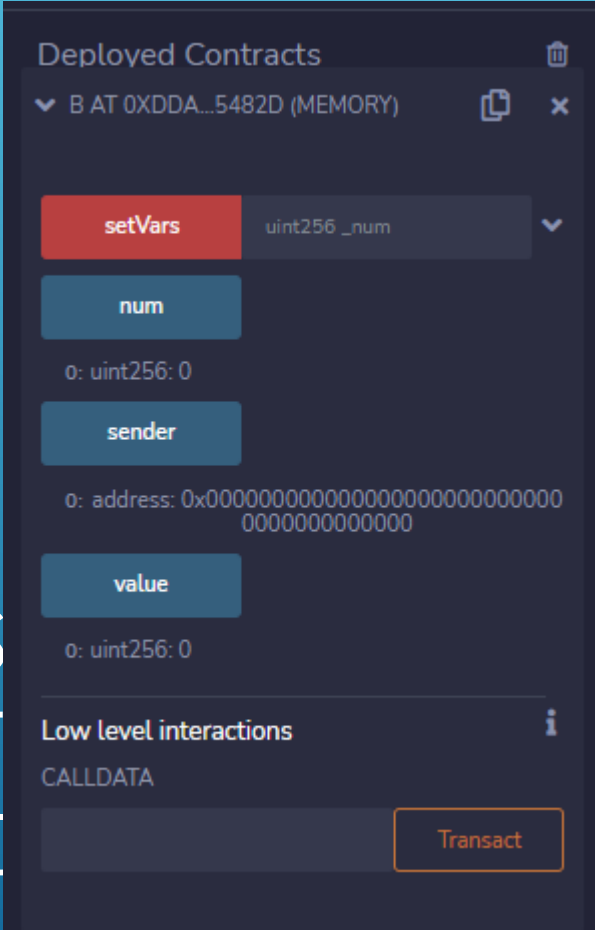 Deployed Contracts
B AT 0XDDA...5482D (MEMORY)
setVars uint256 _num
num
0: uint256: 0
sender
0: address: 0x000000000000000000000000000
0000000000000
value
0: uint256: 0
Low level interactions
CALLDATA
Transact